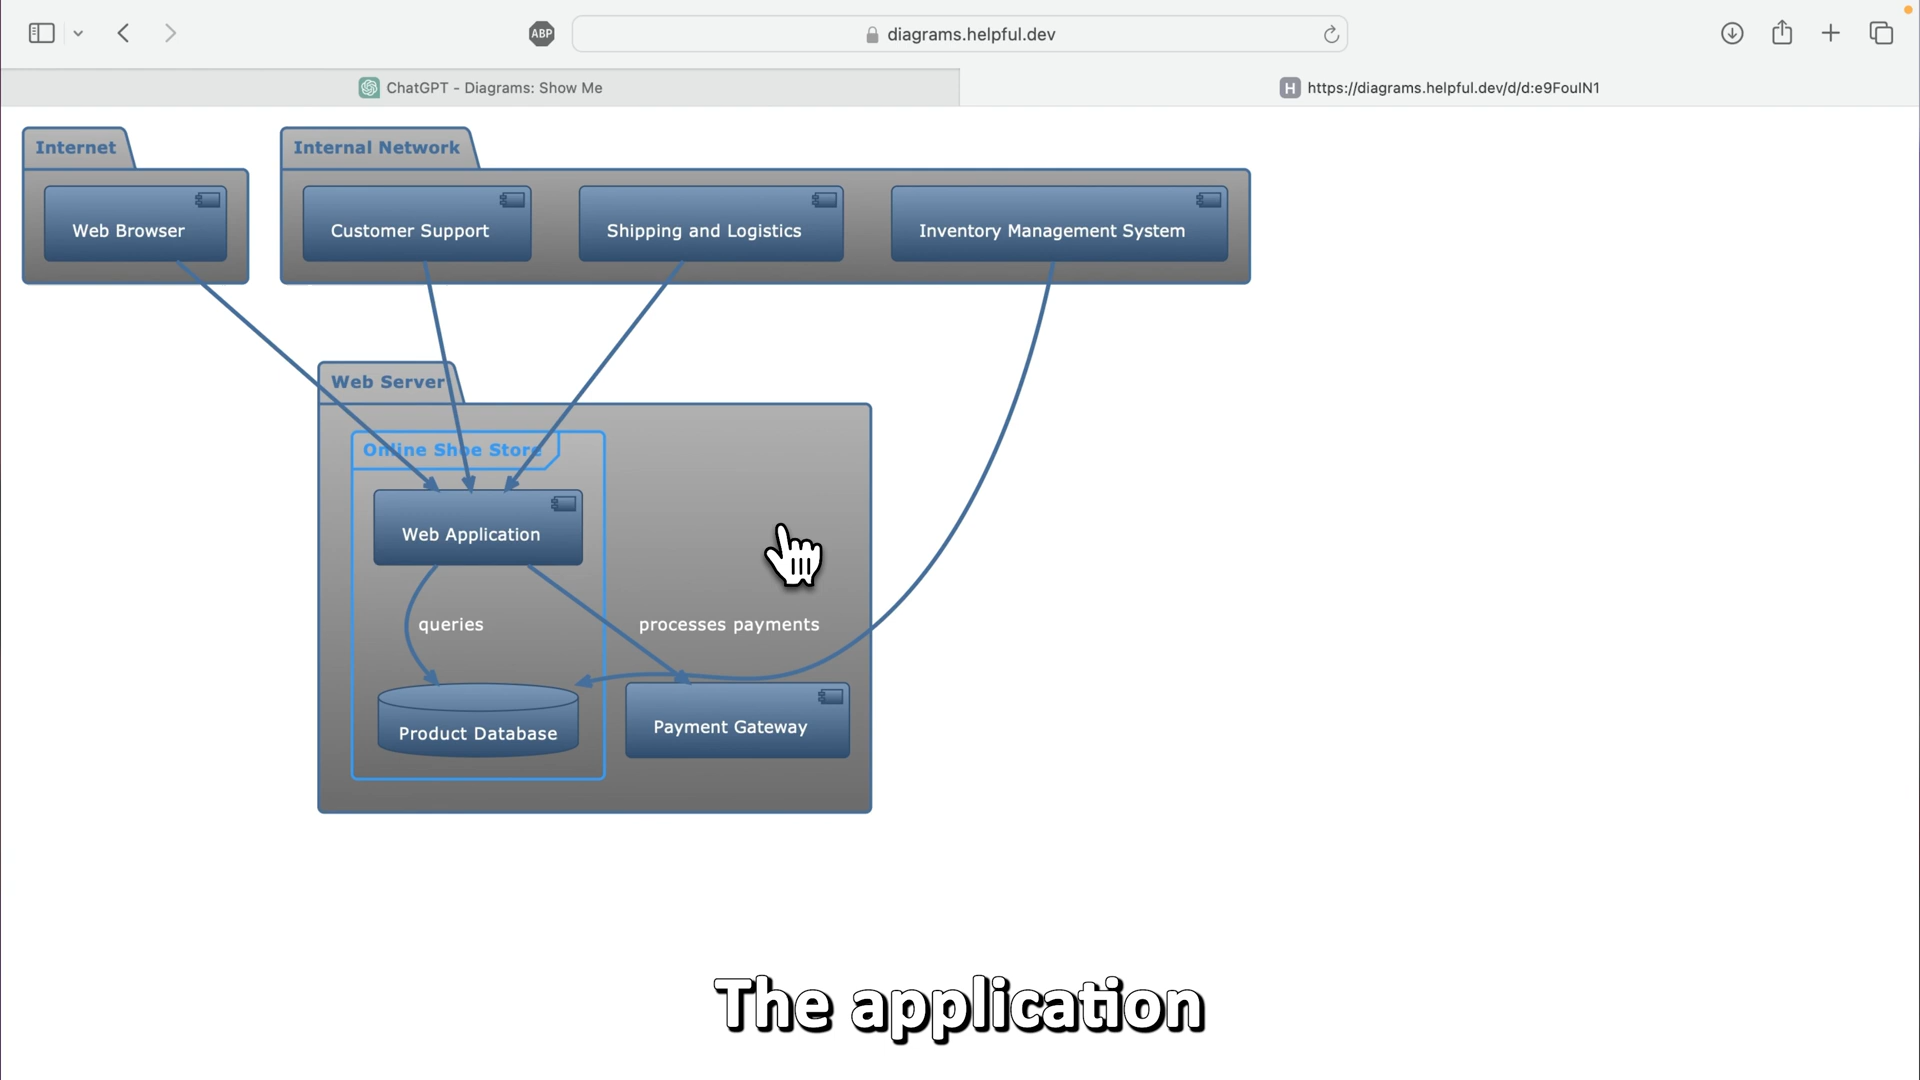 ABP
diagrams.helpful.dev
ChatGPT - Diagrams: Show Me
H
https://diagrams.helpful.dev/d/d:e9FouIN1
Internet
Internal Network
Web Browser
Customer Support
Shipping and Logistics
Inventory Management System
Web Server
Online Shoe Store
Web Application
queries
processes payments
Product Database
Payment Gateway
The application